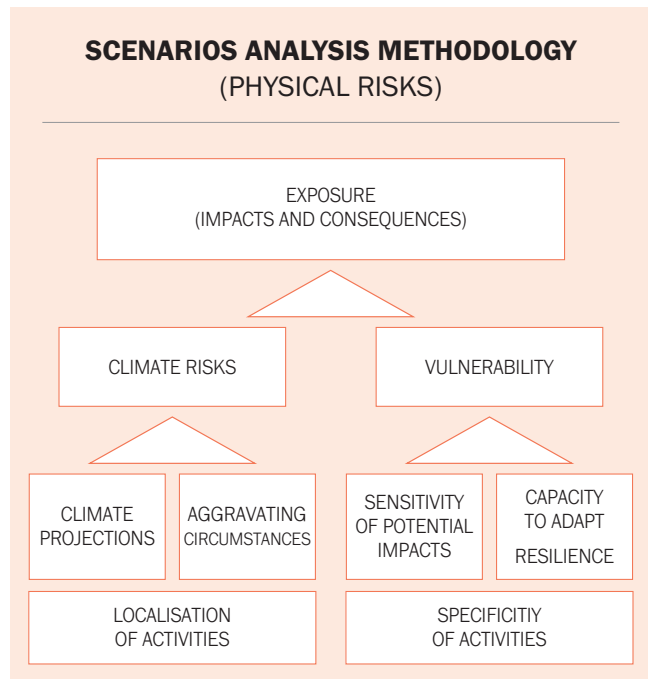 SCENARIOS ANALYSIS METHODOLOGY
(PHYSICAL RISKS)
EXPOSURE
(IMPACTS AND CONSEQUENCES)
CLIMATE RISKS
VULNERABILITY
CLIMATE
PROJECTIONS
AGGRAVATING
CIRCUMSTANCES
SENSITIVITY
OF POTENTIAL
IMPACTS
CAPACITY
TO ADAPT
RESILIENCE
LOCALISATION
OF ACTIVITIES
SPECIFICITIY
OF ACTIVITIES